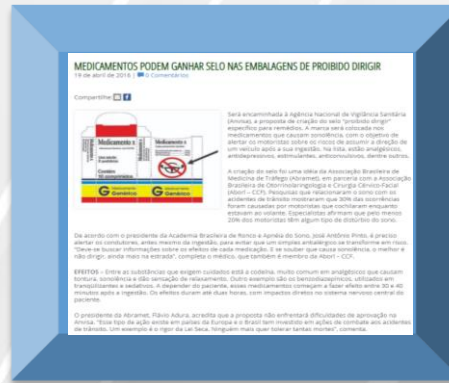 MEDICAMENTOS PODEM GANHAR SELO NAS EMBALAGENS DE PROIBIDO DIRIGIR
19 de abril de 2016 | 0 Comentários
Compartilhe:
Medicamento x
Medicamento x
Genérico
Genérico
Será encaminhada à Agência Nacional de Vigilância Sanitária
(Anvisa), a proposta de criação do selo "proibido dirigir"
específico para remédios. A marca será colocada nos
medicamentos que causam sonolência, com o objetivo de
alertar os motoristas sobre os riscos de assumir a direção de
um veículo após a sua ingestão. Na lista, estão analgésicos,
antidepressivos, estimulantes, anticonvulsivos, dentre outros.
A criação do selo foi uma ideia da Associação Brasileira de
Medicina de Tráfego (Abramet), em parceria com a Associação
Brasileira de Otorrinolaringologia e Cirurgia Cérvico-Facial
(Aborl – CCF). Pesquisas que relacionaram o sono com os
acidentes de trânsito mostraram que 30% das ocorrências
foram causadas por motoristas que cochilaram enquanto
estavam ao volante. Especialistas afirmam que pelo menos
20% dos motoristas têm algum tipo de distúrbio do sono.
De acordo com o presidente da Academia Brasileira de Ronco e Apnéia do Sono, José Antônio Pinto, é preciso
alertar os condutores, antes mesmo da ingestão, para evitar que um simples antialérgico se transforme em risco.
"Deve-se buscar informações sobre os efeitos de cada medicação. E se souber que causa sonolência, o melhor é
não dirigir, ainda mais na estrada", completa o médico, que também é membro da Aborl – CCF.
EFEITOS – Entre as substâncias que exigem cuidados está a codeína, muito comum em analgésicos que causam
tontura, sonolência e dão sensação de relaxamento. Outro exemplo são os benzodiazepínicos, utilizados em
tranquilizantes e sedativos. A depender do paciente, esses medicamentos começam a fazer efeito entre 30 e 40
minutos após a ingestão. Os efeitos duram até duas horas, com impactos diretos no sistema nervoso central do
paciente.
O presidente da Abramet, Flávio Adura, acredita que a proposta não enfrentará dificuldades de aprovação na
Anvisa. "Esse tipo de ação existe em países da Europa e o Brasil tem investido em ações de combate aos acidentes
de trânsito. Um exemplo é o rigor da Lei Seca. Ninguém mais quer tolerar tantas mortes", comenta.